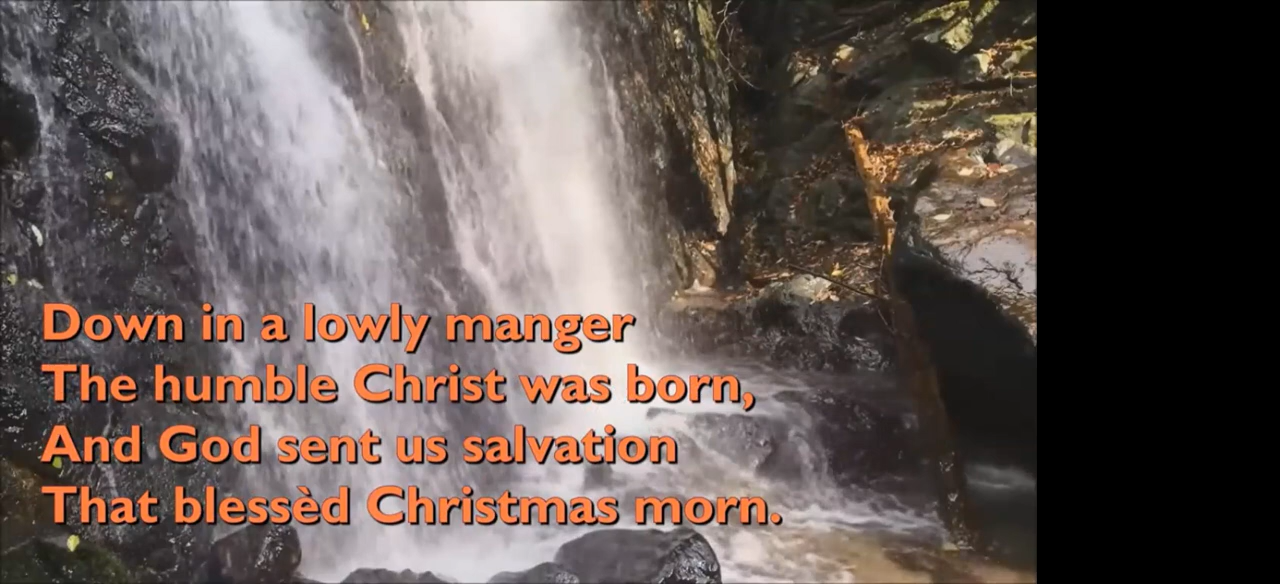 Down in a lowly manger
The humble Christ was born,
And God sent us salvation
That blessèd Christmas morn.